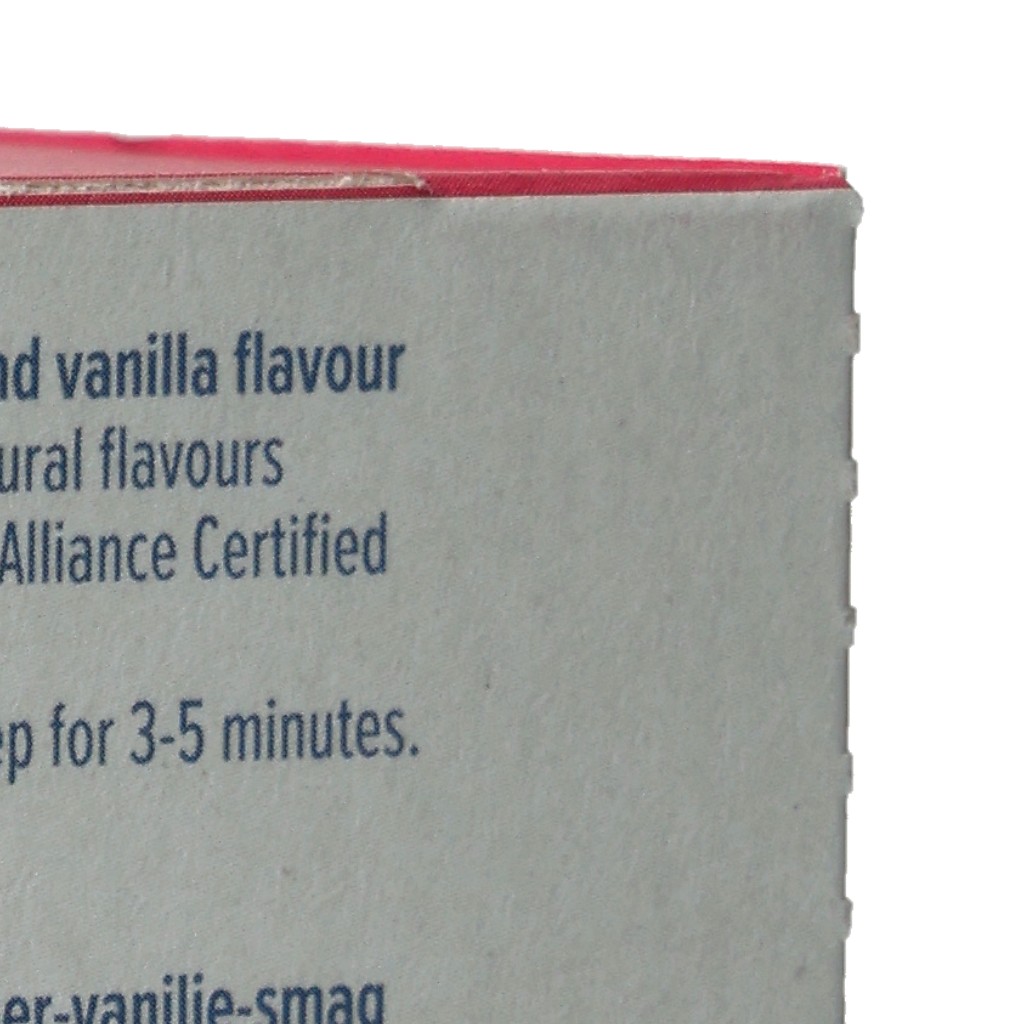 nd vanilla flavour
ural flavours
Alliance Certified
ep for 3-5 minutes.
er-vanilje-smag